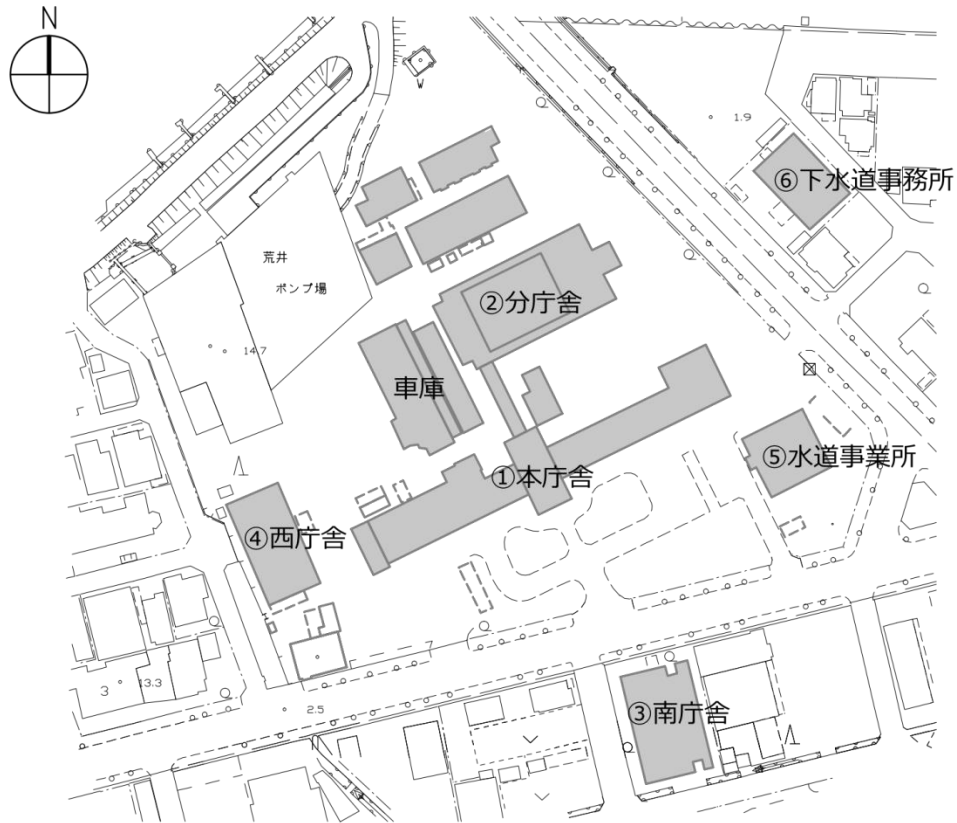 N
W
1.9
⑥下水道事務所
荒井
ポンプ場
②分庁舎
14.7
車庫
⑤水道事業所
①本庁舎
④西庁舎
3
13.3
2.5
③南庁舎